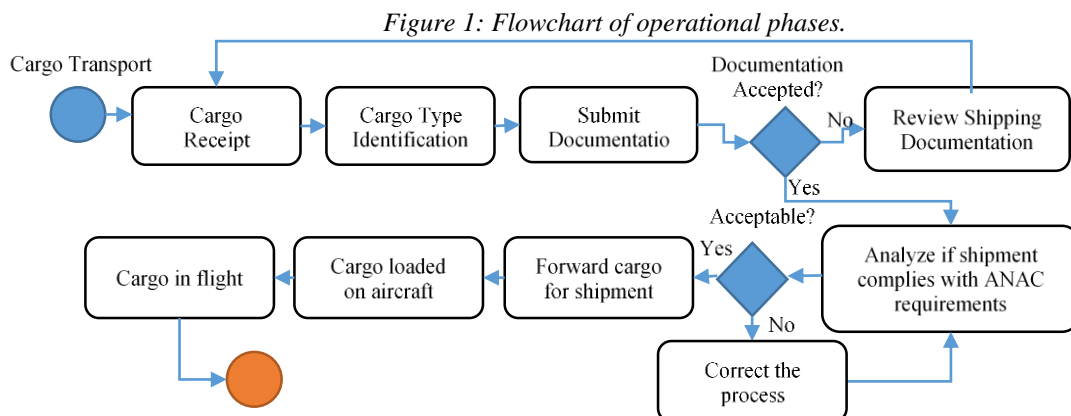 Figure 1: Flowchart of operational phases.
Cargo Transport
Cargo
Receipt
Cargo Type
Identification
Submit
Documentatio
Documentation
Accepted?
No
Review Shipping
Documentation
Yes
Analyze if shipment
complies with ANAC
requirements
Acceptable?
Yes
No
Correct the
process
Forward cargo
for shipment
Cargo loaded
on aircraft
Cargo in flight